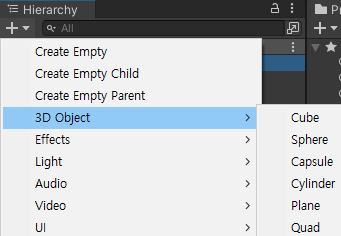 Hierarchy
All
Create Empty
Create Empty Child
Create Empty Parent
3D Object
Effects
Light
Audio
Video
UI
Cube
Sphere
Capsule
Cylinder
Plane
Quad